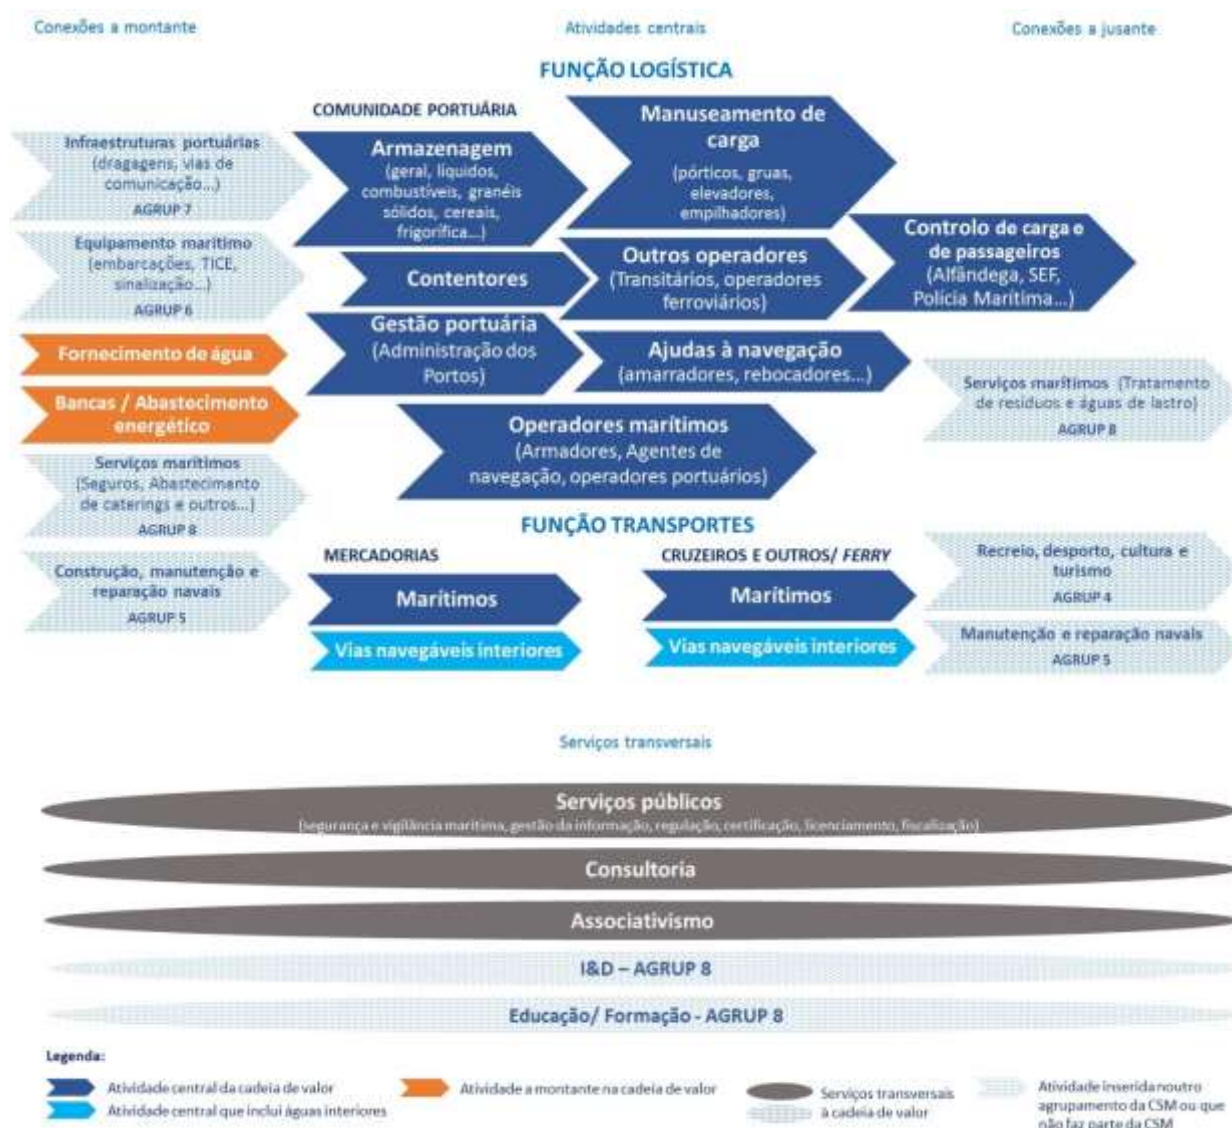 Conexões a montante
Atividades centrais
Conexões a jusante
FUNÇÃO LOGÍSTICA
COMUNIDADE PORTUÁRIA
Infraestruturas portuárias
(dragagens, vias de
comunicação...)
AGRUP 7
Equipamento marítimo
(embarcações, TICE,
sinalização...)
AGRUP 6
Fornecimento de água
Bancas / Abastecimento
energético
Serviços marítimos
(Seguros, Abastecimento
de caterings e outros...)
AGRUP 8
Construção, manutenção e
reparação navais
AGRUP 5
Armazenagem
(geral, líquidos,
combustíveis, granéis
sólidos, cereais,
frigorífica...)
Contentores
Gestão portuária
(Administração dos
Portos)
Manuseamento de
carga
(pórticos, gruas,
elevadores,
empilhadores)
Outros operadores
(Transitários, operadores
ferroviários)
Ajudas à navegação
(amarradores, rebocadores...)
Operadores marítimos
(Armadores, Agentes de
navegação, operadores portuários)
Controlo de carga e
de passageiros
(Alfândega, SEF,
Polícia Marítima...)
Serviços marítimos (Tratamento
de resíduos e águas de lastro)
AGRUP 8
FUNÇÃO TRANSPORTES
MERCADORIAS
Marítimos
Vias navegáveis interiores
CRUZEIROS E OUTROS/ FERRY
Marítimos
Vias navegáveis interiores
Recreio, desporto, cultura e
turismo
AGRUP 4
Manutenção e reparação navais
AGRUP 5
Serviços transversais
Serviços públicos
(segurança e vigilância marítima, gestão da informação, regulação, certificação, licenciamento, fiscalização)
Consultoria
Associativismo
I&D – AGRUP 8
Educação/ Formação - AGRUP 8
Legenda:
Atividade central da cadeia de valor
Atividade central que inclui águas interiores
Atividade a montante na cadeia de valor
Serviços transversais
à cadeia de valor
Atividade inserida noutro
agrupamento da CSM ou que
não faz parte da CSM